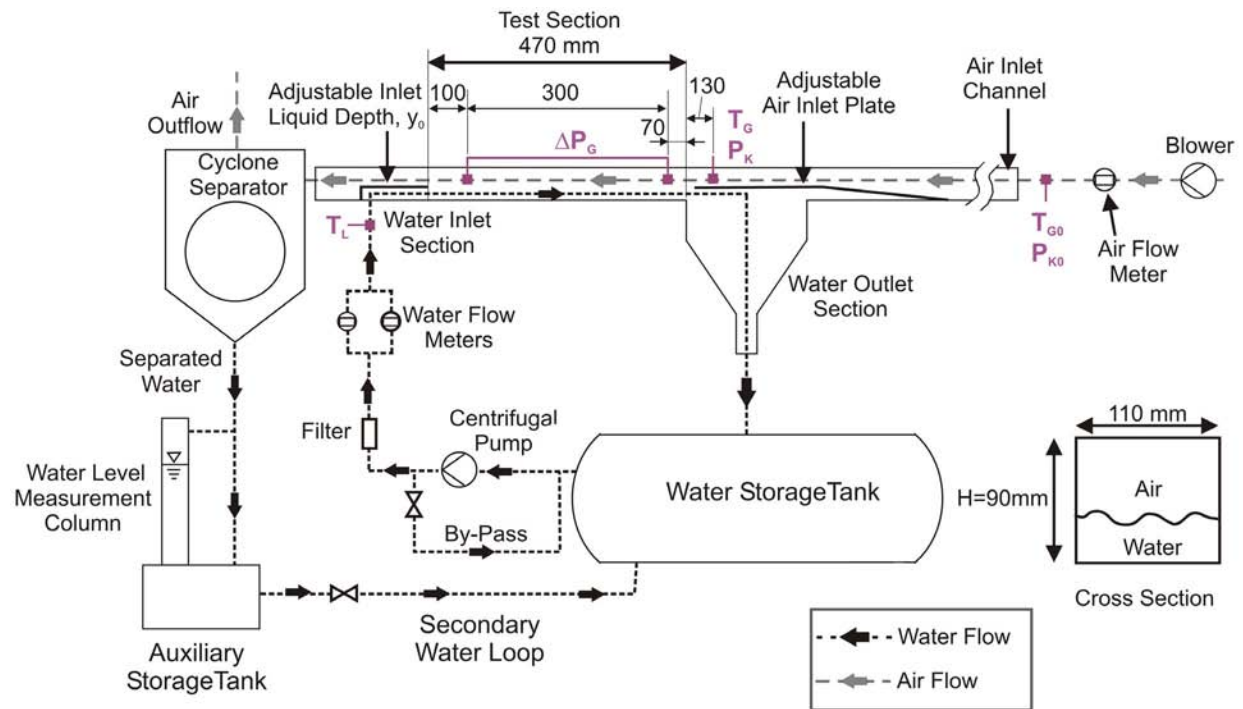 Test Section
470 mm
100
300
130
70
Air
Outflow
Adjustable Inlet
Liquid Depth, y₀
Adjustable
Air Inlet Plate
Air Inlet
Channel
T_G
P_K
ΔP_G
Blower
Cyclone
Separator
Water Inlet
Section
T_L
T_G0
P_K0
Air Flow
Meter
Water Outlet
Section
Water Flow
Meters
Separated
Water
Filter
Centrifugal
Pump
110 mm
Water Level
Measurement
Column
Water StorageTank
H=90mm
Air
Water
By-Pass
Cross Section
Secondary
Water Loop
Auxiliary
StorageTank
Water Flow
Air Flow